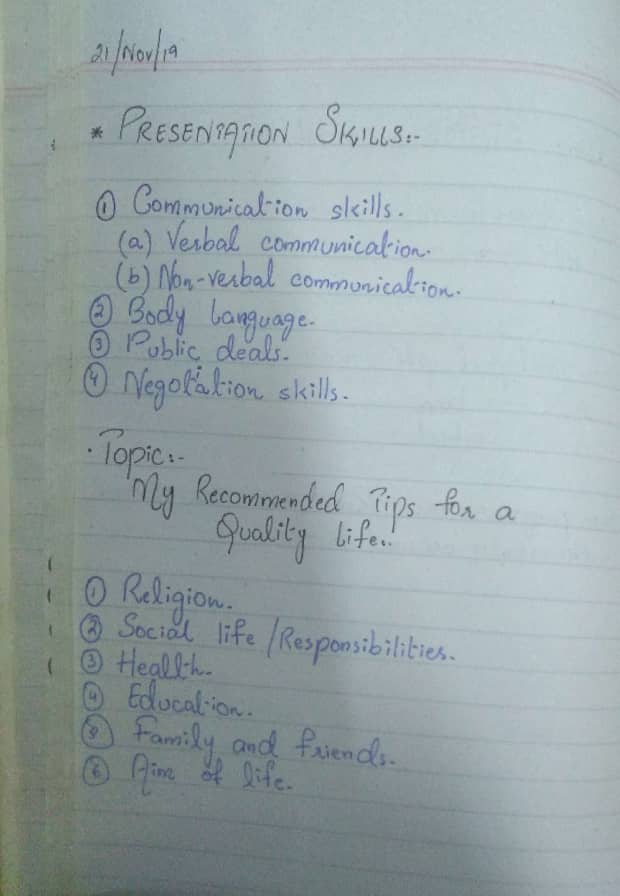 21/Nov/19
* PRESENTATION SKILLS:-
① Communication skills.
(a) Verbal communication.
(b) Non-verbal communication.
② Body language.
③ Public deals.
④ Negotiation skills.
· Topic:-
My Recommended Tips for a
Quality life..
① Religion.
② Social life / Responsibilities.
③ Health.
④ Education.
⑤ Family and friends.
⑥ Aim of life.